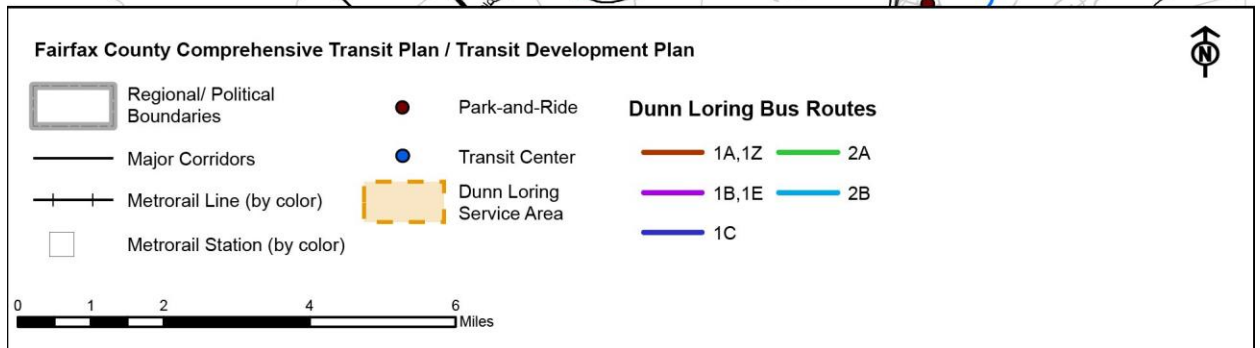 Fairfax County Comprehensive Transit Plan / Transit Development Plan
N
Regional/ Political
Boundaries
Major Corridors
Metrorail Line (by color)
Metrorail Station (by color)
Park-and-Ride
Transit Center
Dunn Loring
Service Area
Dunn Loring Bus Routes
1A,1Z
2A
1B,1E
2B
1C
0 1 2 4 6
Miles